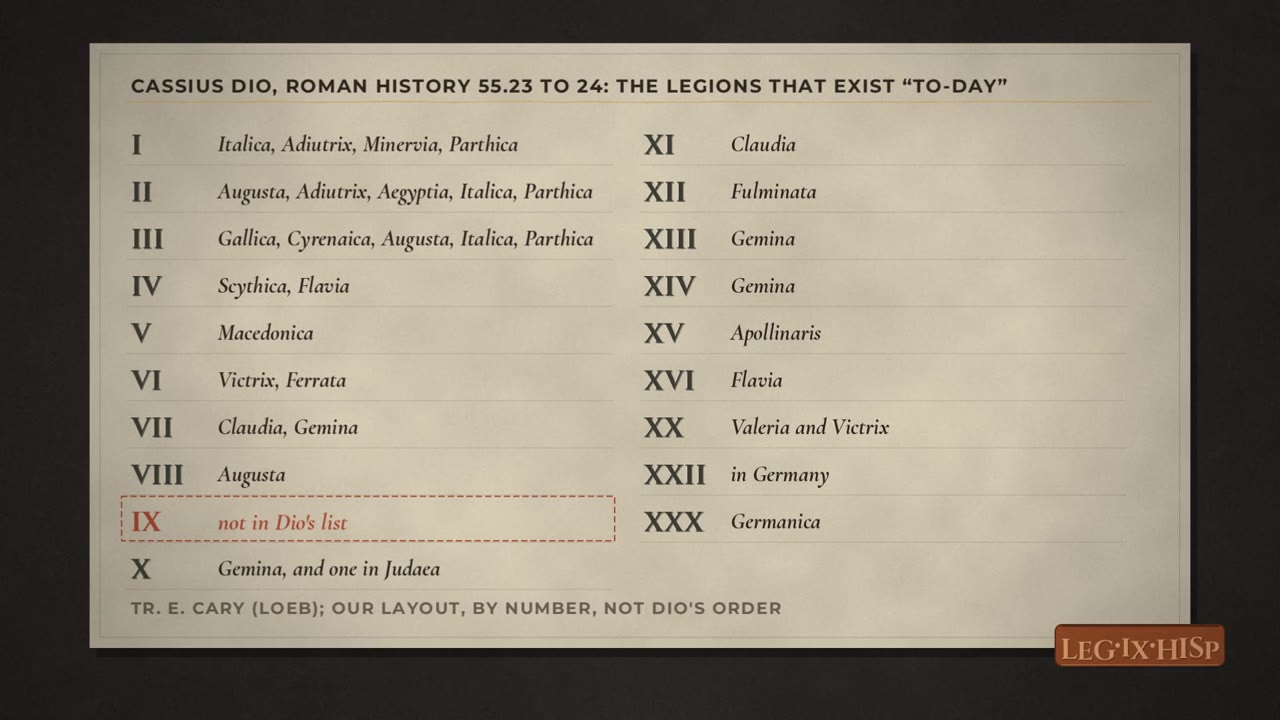 CASSIUS DIO, ROMAN HISTORY 55.23 TO 24: THE LEGIONS THAT EXIST “TO-DAY”
I Italica, Adiutrix, Minervia, Parthica
II Augusta, Adiutrix, Aegyptia, Italica, Parthica
III Gallica, Cyrenaica, Augusta, Italica, Parthica
IV Scythica, Flavia
V Macedonica
VI Victrix, Ferrata
VII Claudia, Gemina
VIII Augusta
IX not in Dio's list
X Gemina, and one in Judaea
XI Claudia
XII Fulminata
XIII Gemina
XIV Gemina
XV Apollinaris
XVI Flavia
XX Valeria and Victrix
XXII in Germany
XXX Germanica
TR. E. CARY (LOEB); OUR LAYOUT, BY NUMBER, NOT DIO'S ORDER
LEG·IX·HISP